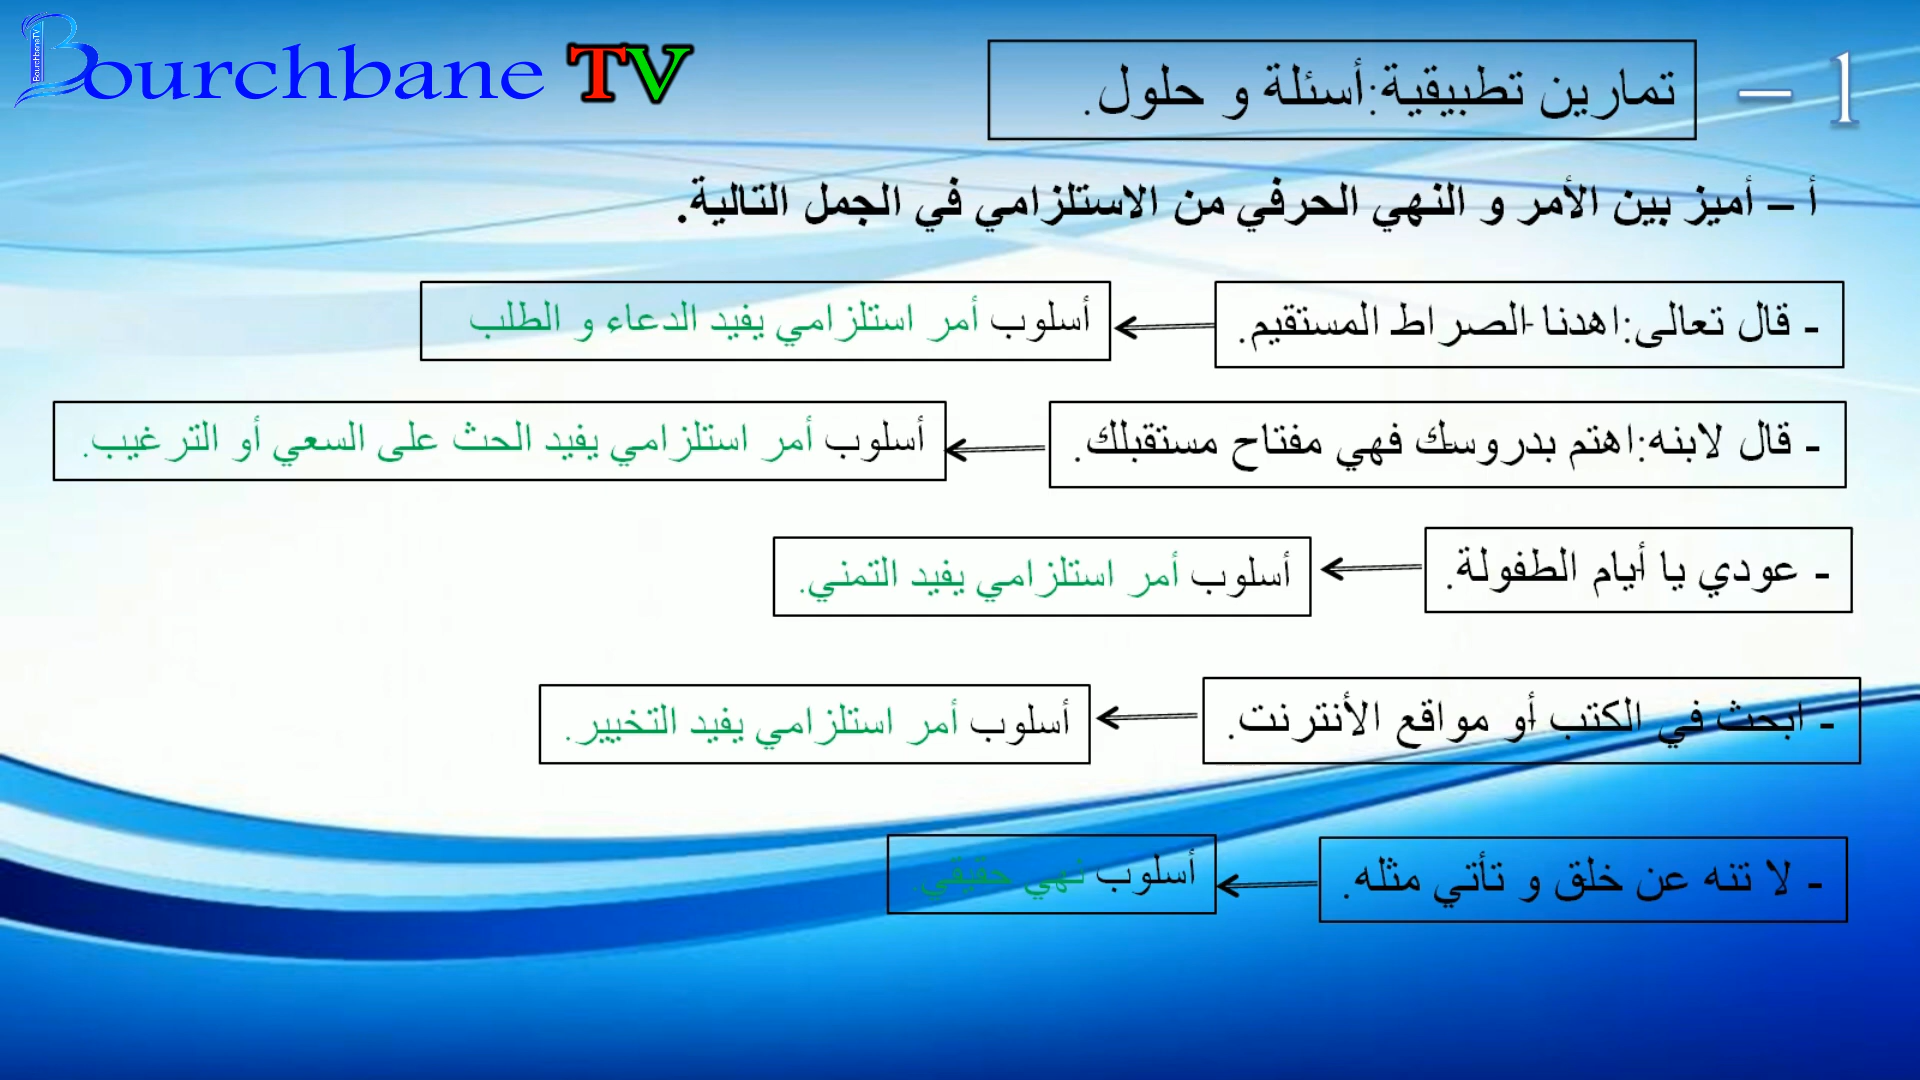 Bourchbane TV
BourchbaneTV
1 –
تمارين تطبيقية:أسئلة و حلول.
أ – أميز بين الأمر و النهي الحرفي من الاستلزامي في الجمل التالية.
- قال تعالى:اهدنا الصراط المستقيم.
أسلوب أمر استلزامي يفيد الدعاء و الطلب
- قال لابنه:اهتم بدروسك فهي مفتاح مستقبلك.
أسلوب أمر استلزامي يفيد الحث على السعي أو الترغيب.
- عودي يا أيام الطفولة.
أسلوب أمر استلزامي يفيد التمني.
- ابحث في الكتب أو مواقع الأنترنت.
أسلوب أمر استلزامي يفيد التخيير.
- لا تنه عن خلق و تأتي مثله.
أسلوب نهي حقيقي.